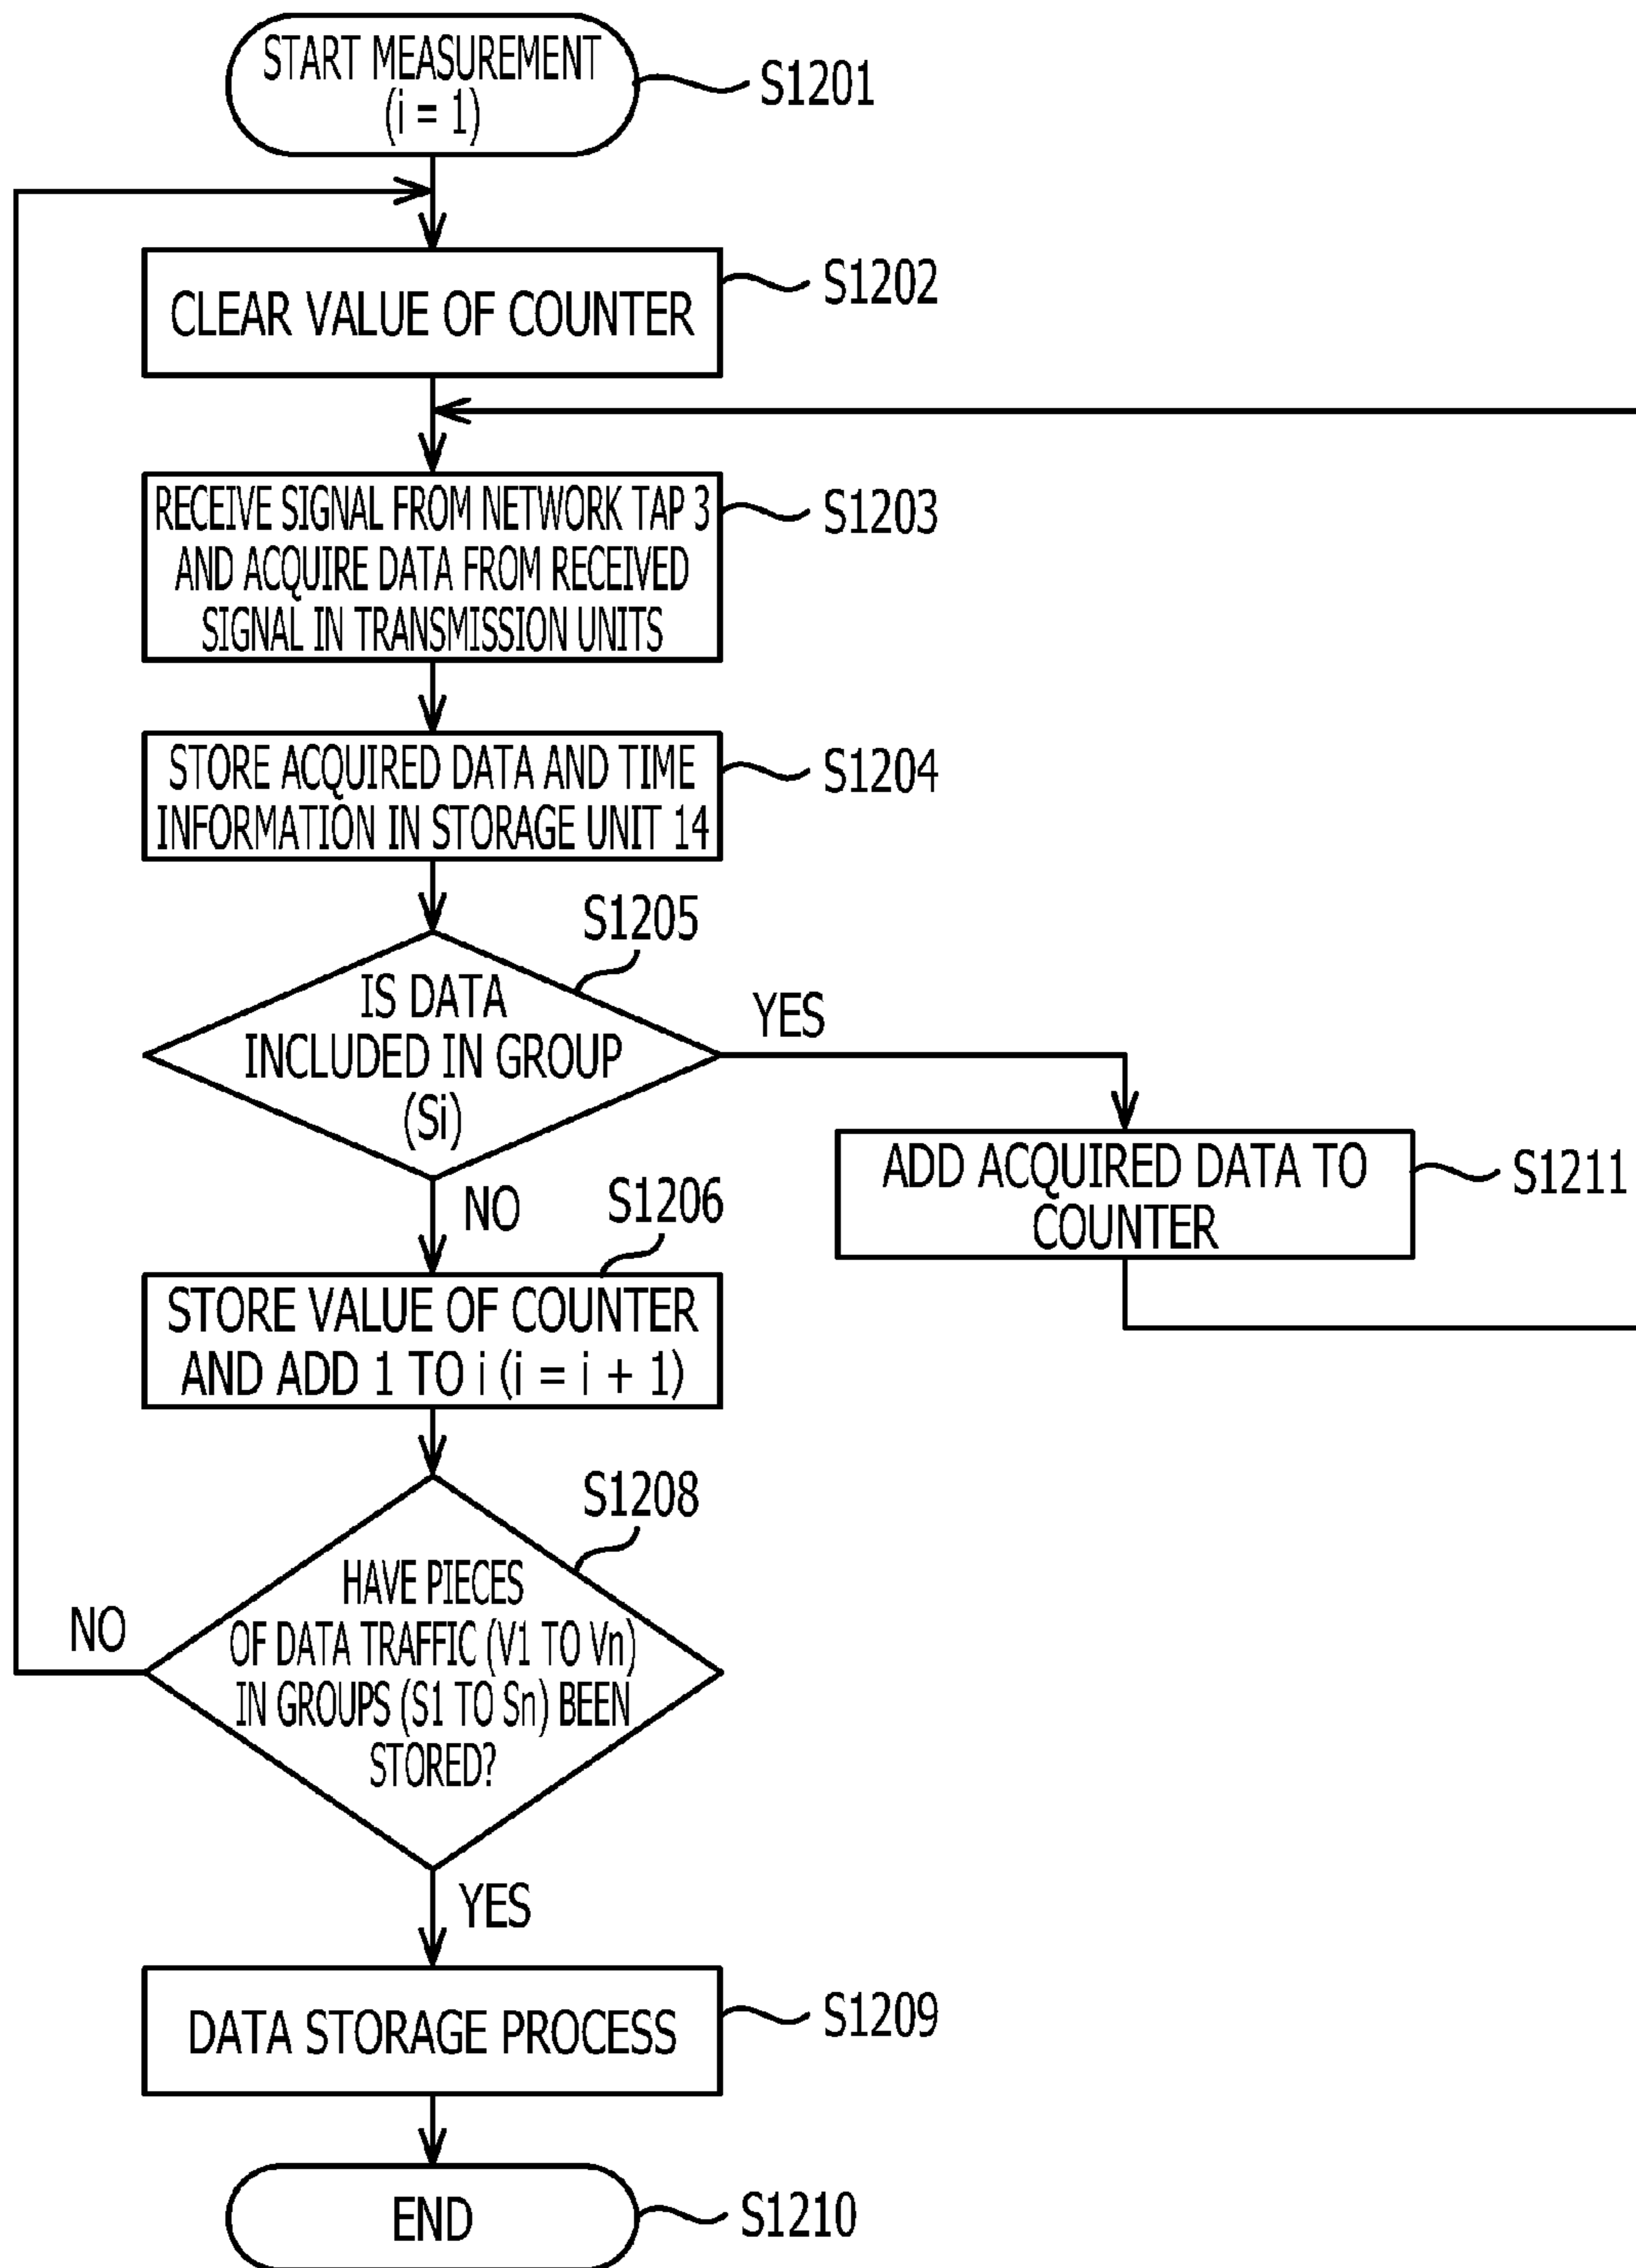 START MEASUREMENT
(i = 1)
S1201
CLEAR VALUE OF COUNTER
S1202
RECEIVE SIGNAL FROM NETWORK TAP 3
AND ACQUIRE DATA FROM RECEIVED
SIGNAL IN TRANSMISSION UNITS
S1203
STORE ACQUIRED DATA AND TIME
INFORMATION IN STORAGE UNIT 14
S1204
S1205
IS DATA
INCLUDED IN GROUP
(Si)
YES
NO
ADD ACQUIRED DATA TO
COUNTER
S1211
S1206
STORE VALUE OF COUNTER
AND ADD 1 TO i (i = i + 1)
S1208
HAVE PIECES
OF DATA TRAFFIC (V1 TO Vn)
IN GROUPS (S1 TO Sn) BEEN
STORED?
NO
YES
DATA STORAGE PROCESS
S1209
END
S1210